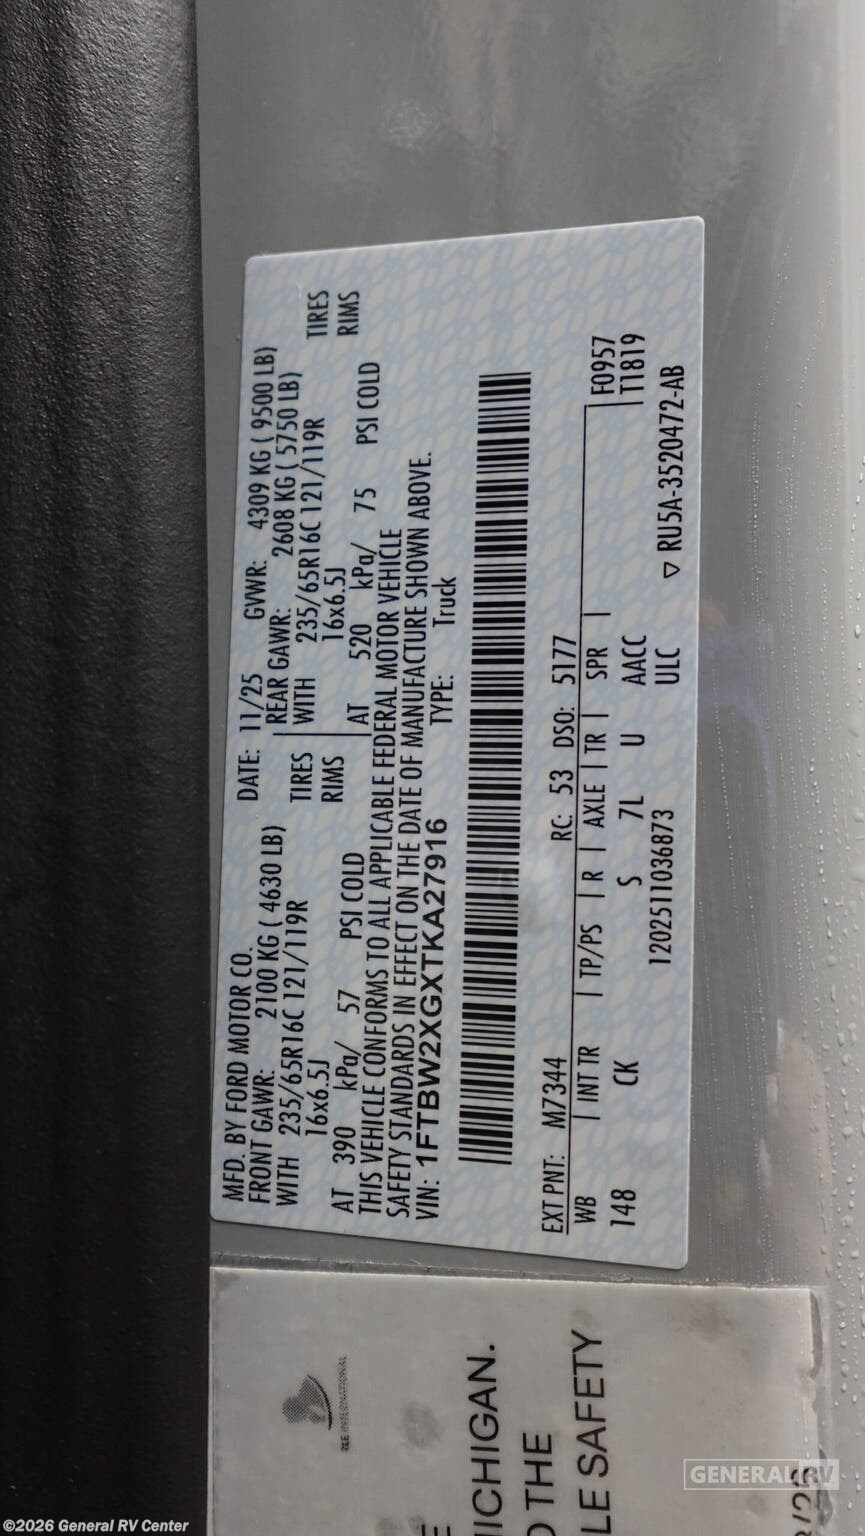 MFD. BY FORD MOTOR CO.
DATE: 11/25 GVWR: 4309 KG ( 9500 LB)
FRONT GAWR: 2100 KG ( 4630 LB)
REAR GAWR: 2608 KG ( 5750 LB)
WITH 235/65R16C 121/119R TIRES
WITH 235/65R16C 121/119R TIRES
16x6.5J RIMS
16x6.5J RIMS
AT 390 kPa/ 57 PSI COLD
AT 520 kPa/ 75 PSI COLD
THIS VEHICLE CONFORMS TO ALL APPLICABLE FEDERAL MOTOR VEHICLE
SAFETY STANDARDS IN EFFECT ON THE DATE OF MANUFACTURE SHOWN ABOVE.
VIN: 1FTBW2XGXTKA27916 TYPE: Truck
EXT PNT: M7344 RC: 53 DSO: 5177
WB INT TR TP/PS R AXLE TR SPR F0957
148 CK S 7L U AACC T1819
1202511036873 ULC
▽ RU5A-3520472-AB
INTERNATIONAL
ICHIGAN.
THE
LE SAFETY
GENERAL RV
©2026 General RV Center